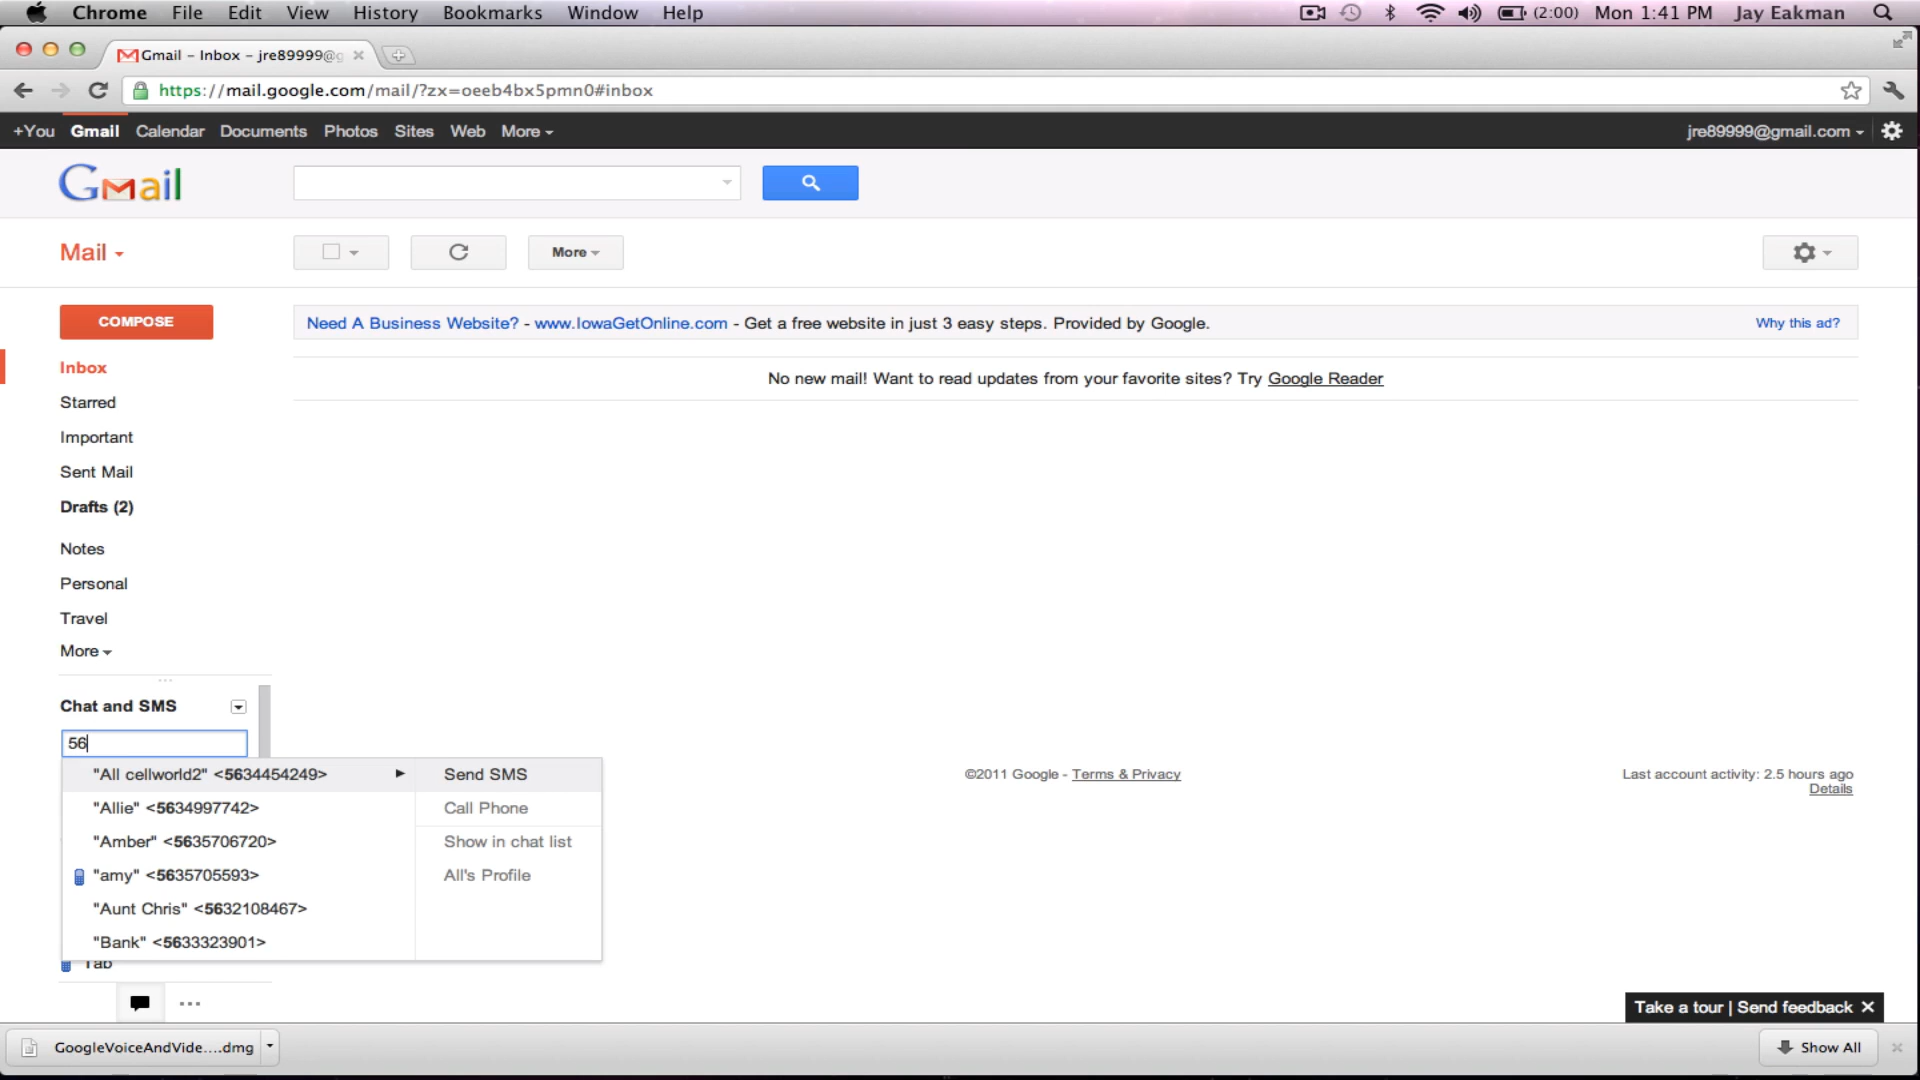 Chrome File Edit View History Bookmarks Window Help (2:00) Mon 1:41 PM Jay Eakman
Gmail – Inbox – jre89999@g
https://mail.google.com/mail/?zx=oeeb4bx5pmn0#inbox
+You Gmail Calendar Documents Photos Sites Web More jre89999@gmail.com
Gmail
Mail More
COMPOSE
Need A Business Website? - www.IowaGetOnline.com - Get a free website in just 3 easy steps. Provided by Google. Why this ad?
Inbox
No new mail! Want to read updates from your favorite sites? Try Google Reader
Starred
Important
Sent Mail
Drafts (2)
Notes
Personal
Travel
More
Chat and SMS
56
"All cellworld2" <5634454249> Send SMS
©2011 Google - Terms & Privacy
Last account activity: 2.5 hours ago
Details
"Allie" <5634997742> Call Phone
"Amber" <5635706720> Show in chat list
"amy" <5635705593> All's Profile
"Aunt Chris" <5632108467>
"Bank" <5633323901>
Tab
Take a tour | Send feedback
GoogleVoiceAndVide....dmg Show All